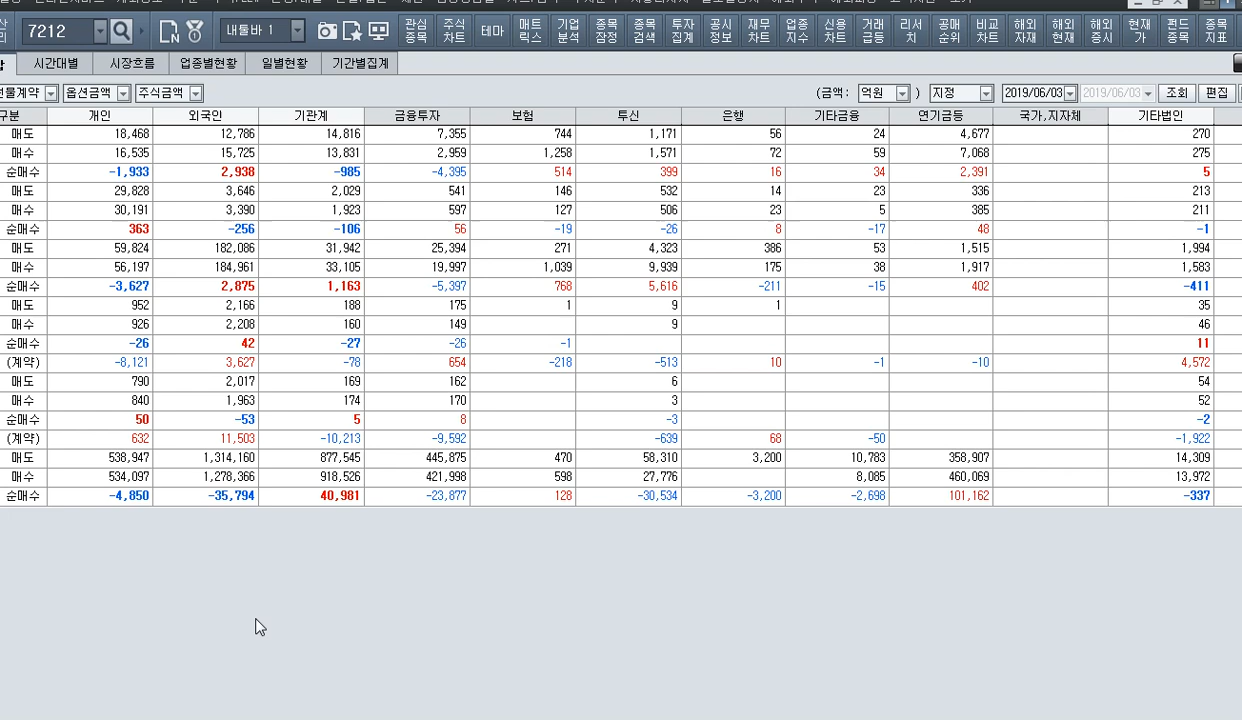 7212 내툴바 1 관심종목 주식차트 테마 매트릭스 기업분석 종목잠정 종목검색 투자집계 공시정보 재무차트 업종지수 신용차트 거래급등 리서치 공매순위 비교차트 해외자재 해외현재 해외증시 현재가 펀드종목 종목지표
시간대별 시장흐름 업종별현황 일별현황 기간별집계
선물계약 옵션금액 주식금액 (금액: 억원 ) 지정 2019/06/03 2019/06/03 조회 편집
구분 개인 외국인 기관계 금융투자 보험 투신 은행 기타금융 연기금등 국가,지자체 기타법인
매도 18,468 12,786 14,816 7,355 744 1,171 56 24 4,677 270
매수 16,535 15,725 13,831 2,959 1,258 1,571 72 59 7,068 275
순매수 -1,933 2,938 -985 -4,395 514 399 16 34 2,391 5
매도 29,828 3,646 2,029 541 146 532 14 23 336 213
매수 30,191 3,390 1,923 597 127 506 23 5 385 211
순매수 363 -256 -106 56 -19 -26 8 -17 48 -1
매도 59,824 182,086 31,942 25,394 271 4,323 386 53 1,515 1,994
매수 56,197 184,961 33,105 19,997 1,039 9,939 175 38 1,917 1,583
순매수 -3,627 2,875 1,163 -5,397 768 5,616 -211 -15 402 -411
매도 952 2,166 188 175 1 9 1 35
매수 926 2,208 160 149 9 46
순매수 -26 42 -27 -26 -1 11
(계약) -8,121 3,627 -78 654 -218 -513 10 -1 -10 4,572
매도 790 2,017 169 162 6 54
매수 840 1,963 174 170 3 52
순매수 50 -53 5 8 -3 -2
(계약) 632 11,503 -10,213 -9,592 -639 68 -50 -1,922
매도 538,947 1,314,160 877,545 445,875 470 58,310 3,200 10,783 358,907 14,309
매수 534,097 1,278,366 918,526 421,998 598 27,776 8,085 460,069 13,972
순매수 -4,850 -35,794 40,981 -23,877 128 -30,534 -3,200 -2,698 101,162 -337